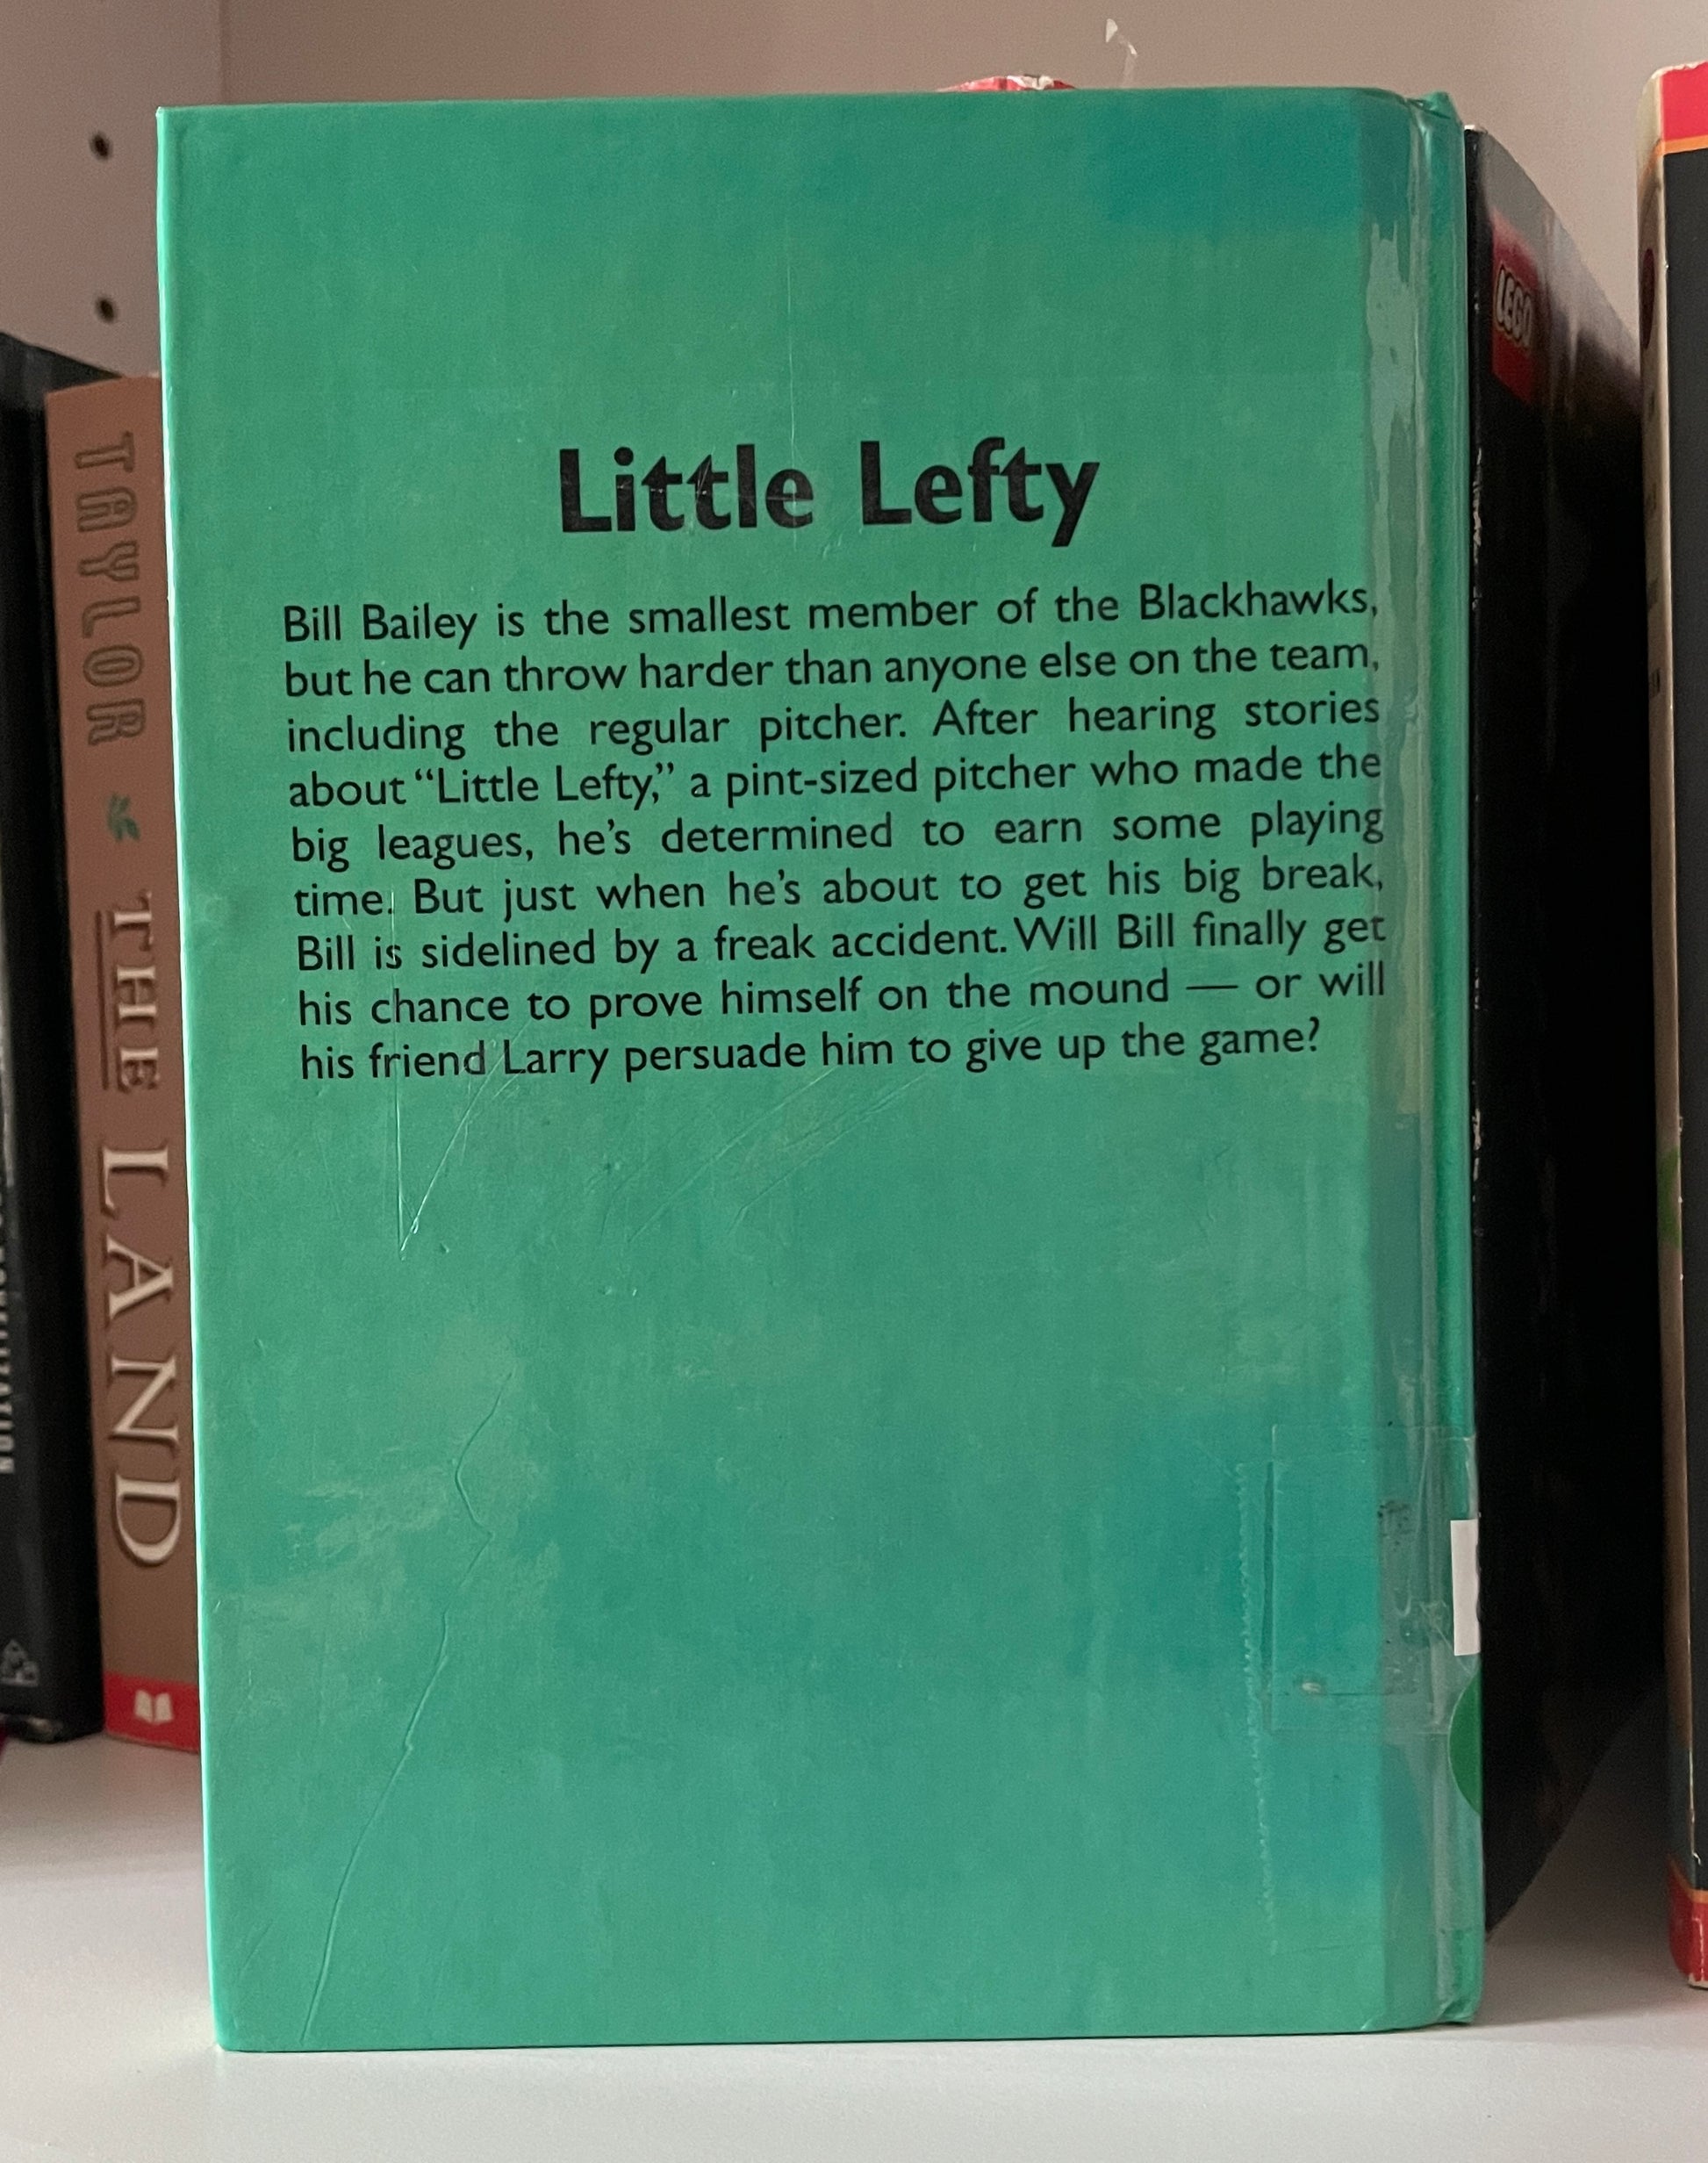 TAYLOR THE LAND
Little Lefty
Bill Bailey is the smallest member of the Blackhawks,
but he can throw harder than anyone else on the team,
including the regular pitcher. After hearing stories
about “Little Lefty,” a pint-sized pitcher who made the
big leagues, he’s determined to earn some playing
time. But just when he’s about to get his big break,
Bill is sidelined by a freak accident. Will Bill finally get
his chance to prove himself on the mound — or will
his friend Larry persuade him to give up the game?
LEGO